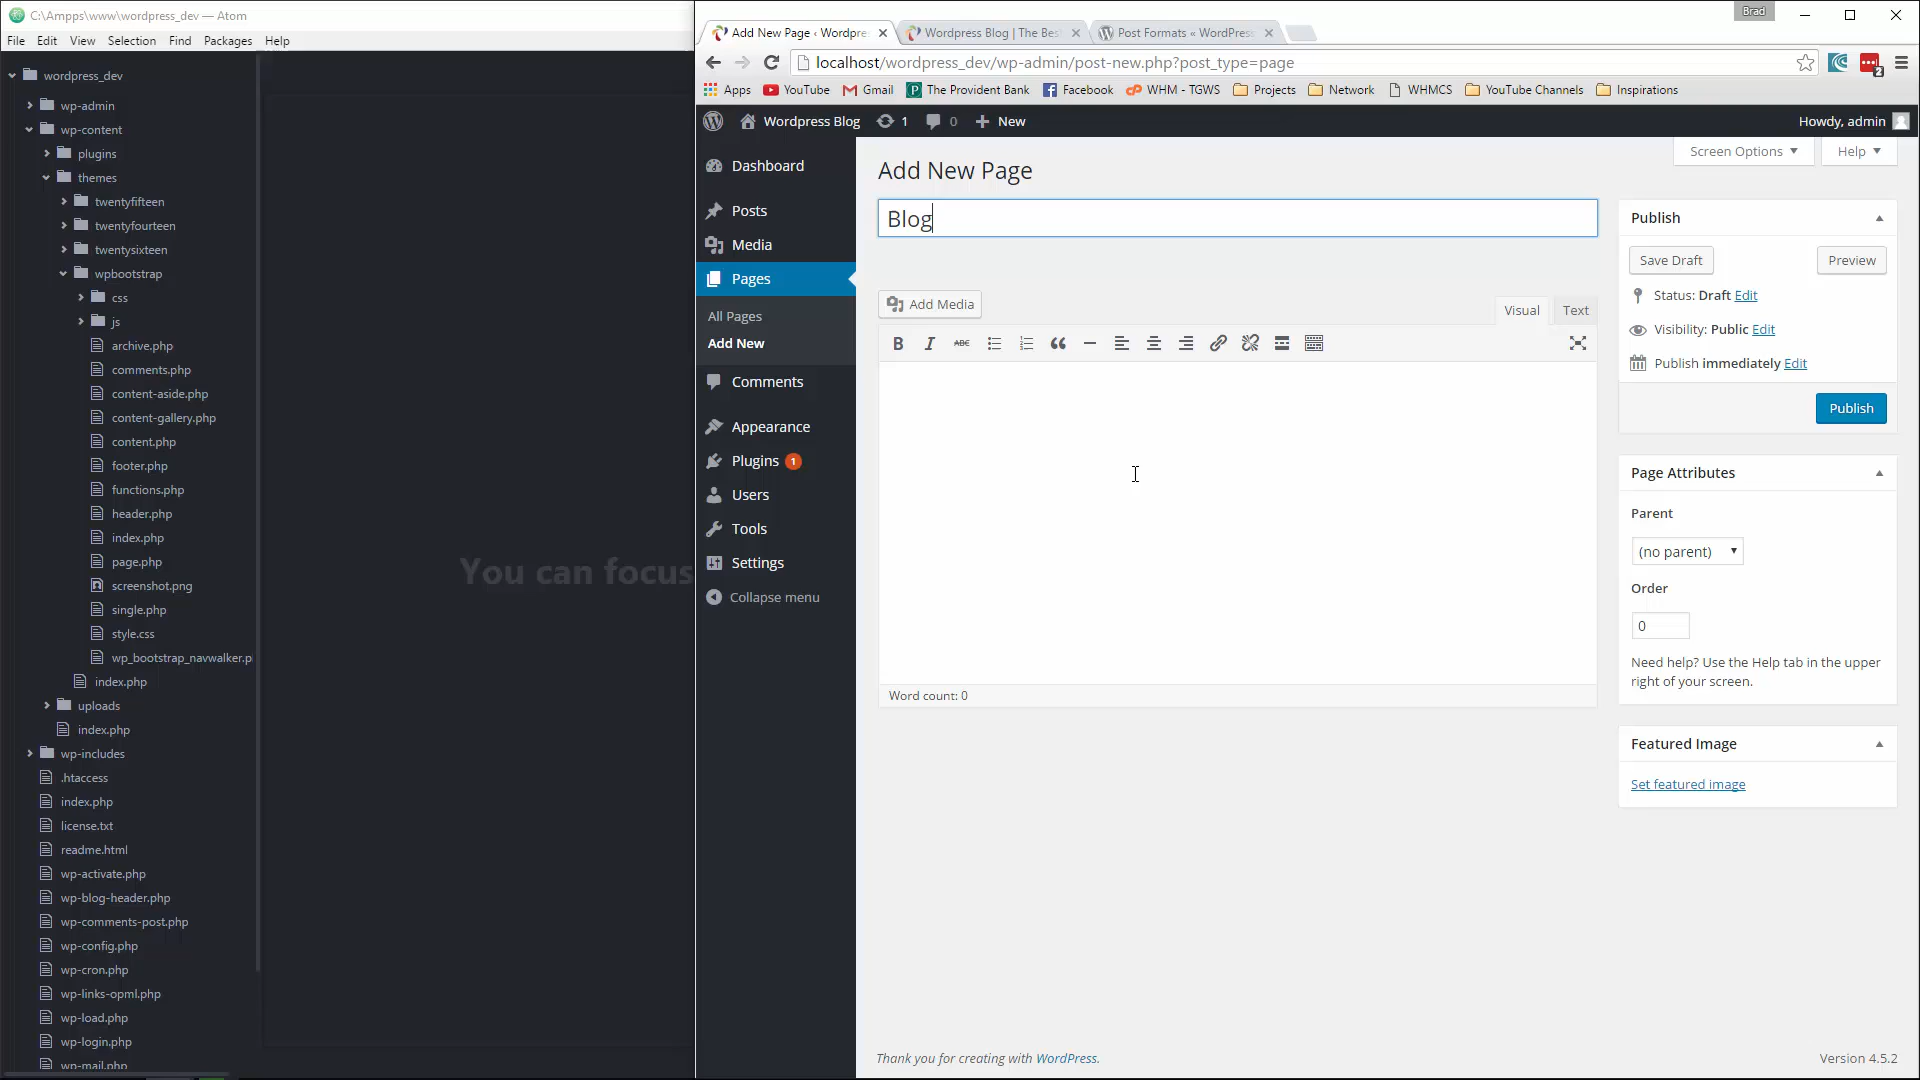 C:\Ampps\www\wordpress_dev — Atom
File Edit View Selection Find Packages Help
wordpress_dev
wp-admin
wp-content
plugins
themes
twentyfifteen
twentyfourteen
twentysixteen
wpbootstrap
css
js
archive.php
comments.php
content-aside.php
content-gallery.php
content.php
footer.php
functions.php
header.php
index.php
page.php
screenshot.png
single.php
style.css
wp_bootstrap_navwalker.p
index.php
uploads
index.php
wp-includes
.htaccess
index.php
license.txt
readme.html
wp-activate.php
wp-blog-header.php
wp-comments-post.php
wp-config.php
wp-cron.php
wp-links-opml.php
wp-load.php
wp-login.php
wp-mail.php
You can focus
Brad
Add New Page ‹ Wordpre
Wordpress Blog | The Bes
Post Formats « WordPress
localhost/wordpress_dev/wp-admin/post-new.php?post_type=page
2
Apps YouTube Gmail The Provident Bank Facebook WHM - TGWS Projects Network WHMCS YouTube Channels Inspirations
Wordpress Blog 1 0 New Howdy, admin
Dashboard
Posts
Media
Pages
All Pages
Add New
Comments
Appearance
Plugins 1
Users
Tools
Settings
Collapse menu
Screen Options Help
Add New Page
Blog
Add Media
Visual Text
B I ABC
Word count: 0
Publish
Save Draft Preview
Status: Draft Edit
Visibility: Public Edit
Publish immediately Edit
Publish
Page Attributes
Parent
(no parent)
Order
0
Need help? Use the Help tab in the upper
right of your screen.
Featured Image
Set featured image
Thank you for creating with WordPress.
Version 4.5.2